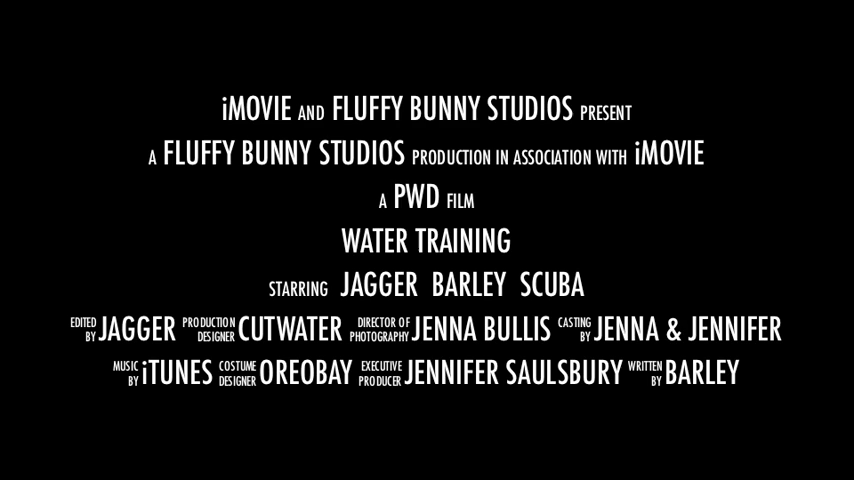 iMOVIE AND FLUFFY BUNNY STUDIOS PRESENT
A FLUFFY BUNNY STUDIOS PRODUCTION IN ASSOCIATION WITH iMOVIE
A PWD FILM
WATER TRAINING
STARRING JAGGER BARLEY SCUBA
EDITED BY JAGGER PRODUCTION DESIGNER CUTWATER DIRECTOR OF PHOTOGRAPHY JENNA BULLIS CASTING BY JENNA & JENNIFER
MUSIC BY iTUNES COSTUME DESIGNER OREOBAY EXECUTIVE PRODUCER JENNIFER SAULSBURY WRITTEN BY BARLEY